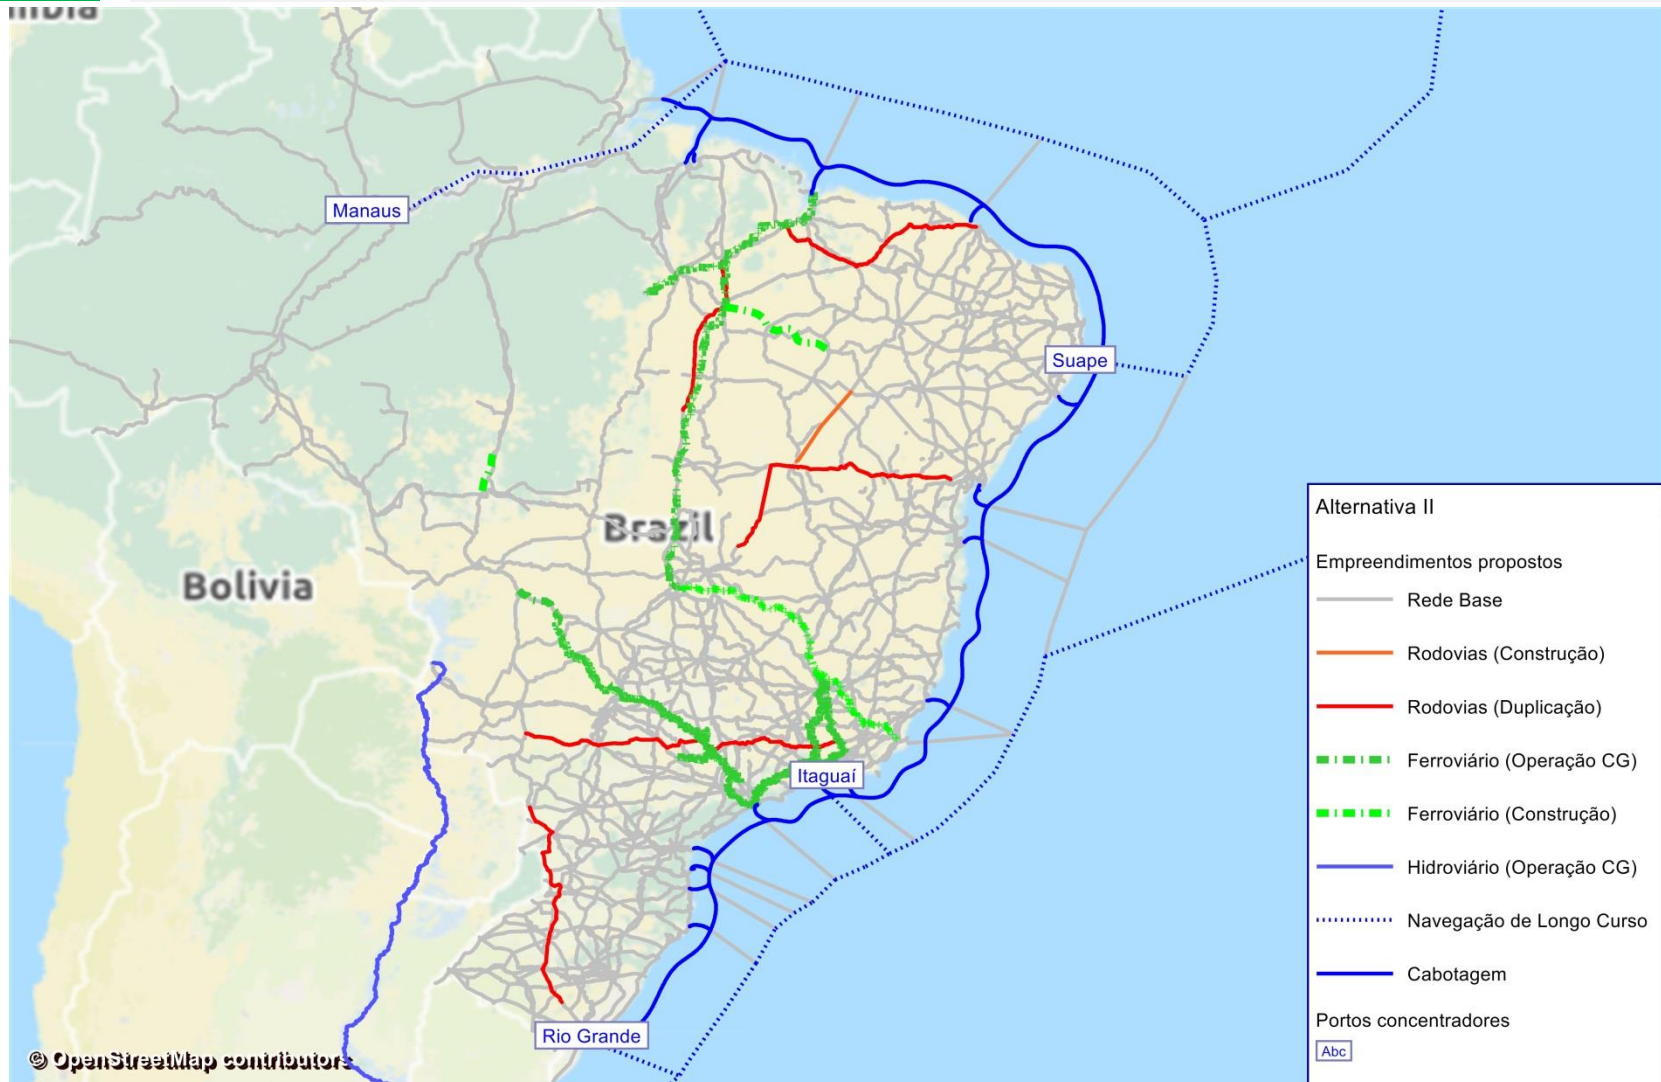 Manaus
Suape
Brazil
Bolivia
Itaguaí
Rio Grande
© OpenStreetMap contributors
Alternativa II
Empreendimentos propostos
Rede Base
Rodovias (Construção)
Rodovias (Duplicação)
Ferroviário (Operação CG)
Ferroviário (Construção)
Hidroviário (Operação CG)
Navegação de Longo Curso
Cabotagem
Portos concentradores
Abc